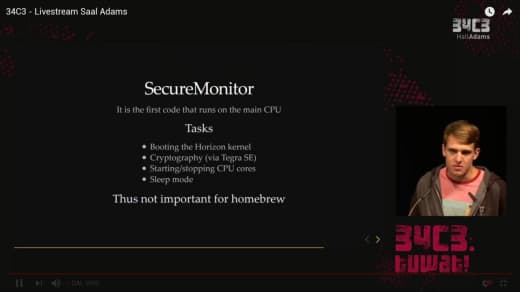 34C3 - Livestream Saal Adams
34C3
Hall Adams
SecureMonitor
It is the first code that runs on the main CPU
Tasks
Booting the Horizon kernel
Cryptography (via Tegra SE)
Starting/stopping CPU cores
Sleep mode
Thus not important for homebrew
34C3.
tuwat!